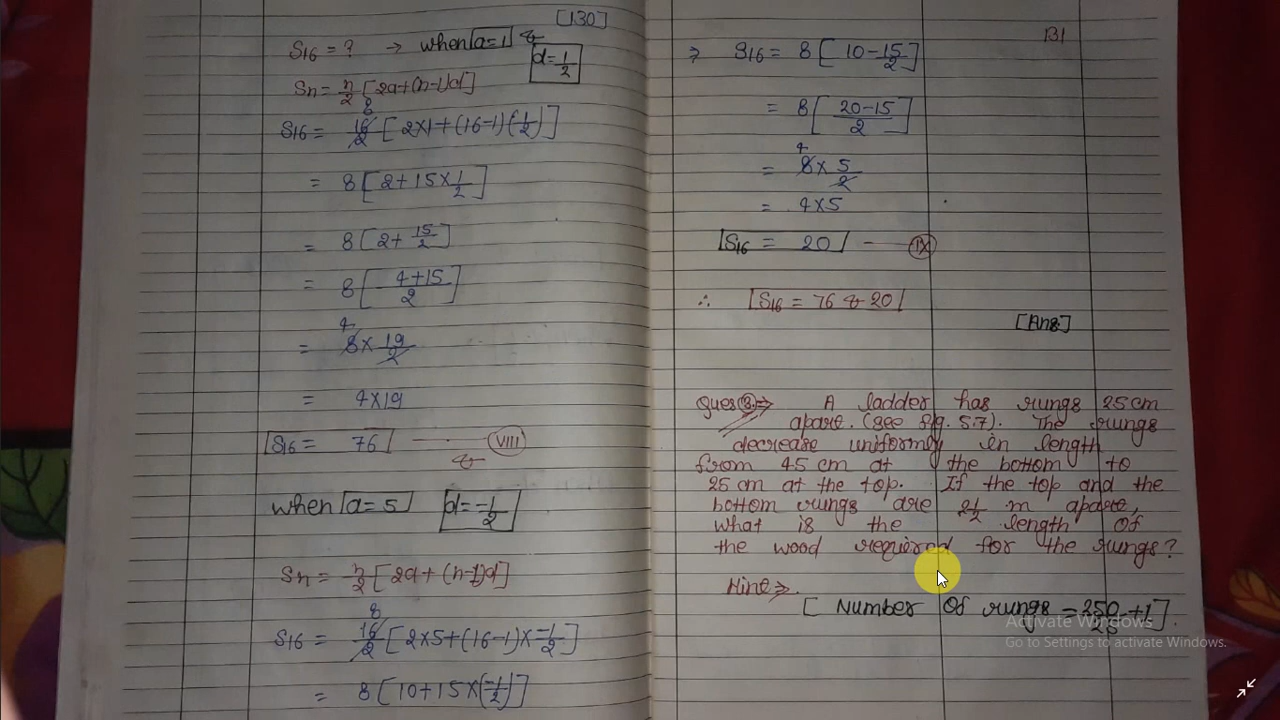 [130]
S16 = ? → when a=1 &
d = 1/2
Sn = n/2 [2a+(n-1)d]
8
S16 = 16/2 [2×1+(16-1)(1/2)]
= 8[2+15×1/2]
= 8[2+ 15/2]
= 8[ 4+15/2 ]
4
= 8× 19/2
= 4×19
S16 = 76 — VIII
&
when a=5 d=-1/2
Sn = n/2 [2a+(n-1)d]
8
S16 = 16/2 [2×5+(16-1)×-1/2]
= 8[10+15×(-1/2)]
131
⇒ S16 = 8[10-15/2]
= 8[ 20-15/2 ]
4
= 8× 5/2
= 4×5
S16 = 20 — IX
∴ S16 = 76 & 20
[Ans]
Ques 3 ⇒ A ladder has rungs 25 cm
apart. (see fig. 5.7). The rungs
decrease uniformly in length
from 45 cm at the bottom to
25 cm at the top. If the top and the
bottom rungs are 2 1/2 m apart,
what is the length of
the wood required for the rungs?
Hint ⇒
[Number of rungs = 250/25 +1].
Activate Windows
Go to Settings to activate Windows.